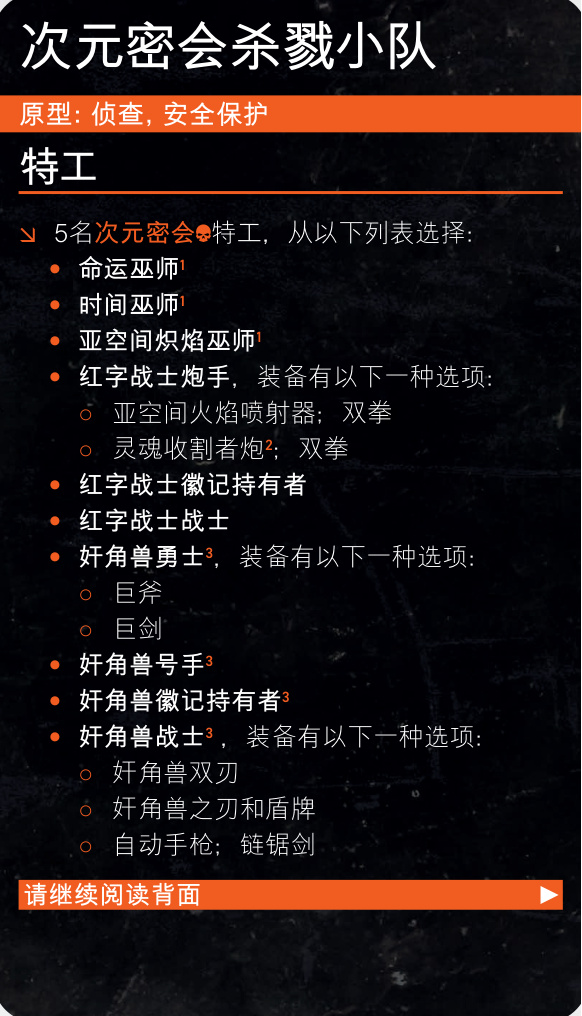 次元密会杀戮小队
原型: 侦查, 安全保护
特工
5名次元密会特工, 从以下列表选择:
命运巫师1
时间巫师1
亚空间炽焰巫师1
红字战士炮手, 装备有以下一种选项:
亚空间火焰喷射器; 双拳
灵魂收割者炮2; 双拳
红字战士徽记持有者
红字战士战士
奸角兽勇士3, 装备有以下一种选项:
巨斧
巨剑
奸角兽号手3
奸角兽徽记持有者3
奸角兽战士3 , 装备有以下一种选项:
奸角兽双刃
奸角兽之刃和盾牌
自动手枪; 链锯剑
请继续阅读背面